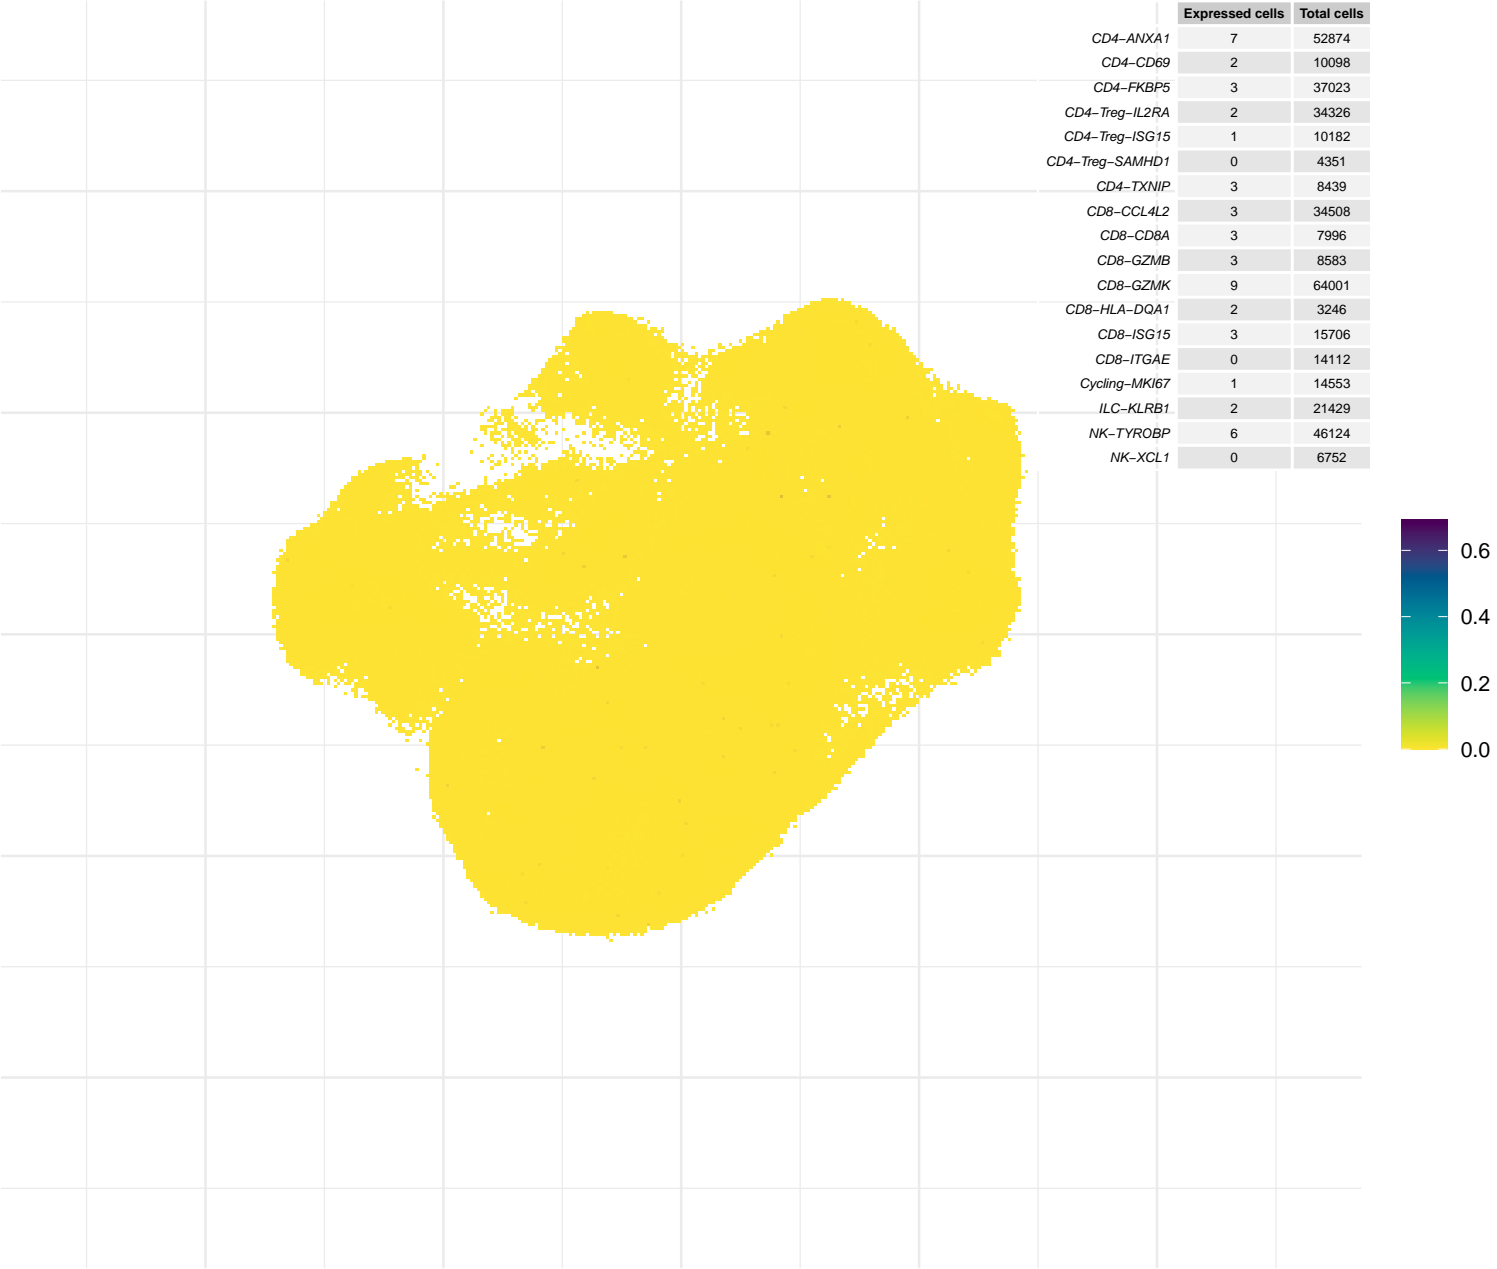 Expressed cells Total cells
CD4−ANXA1 7 52874
CD4−CD69 2 10098
CD4−FKBP5 3 37023
CD4−Treg−IL2RA 2 34326
CD4−Treg−ISG15 1 10182
CD4−Treg−SAMHD1 0 4351
CD4−TXNIP 3 8439
CD8−CCL4L2 3 34508
CD8−CD8A 3 7996
CD8−GZMB 3 8583
CD8−GZMK 9 64001
CD8−HLA−DQA1 2 3246
CD8−ISG15 3 15706
CD8−ITGAE 0 14112
Cycling−MKI67 1 14553
ILC−KLRB1 2 21429
NK−TYROBP 6 46124
NK−XCL1 0 6752
0.6
0.4
0.2
0.0